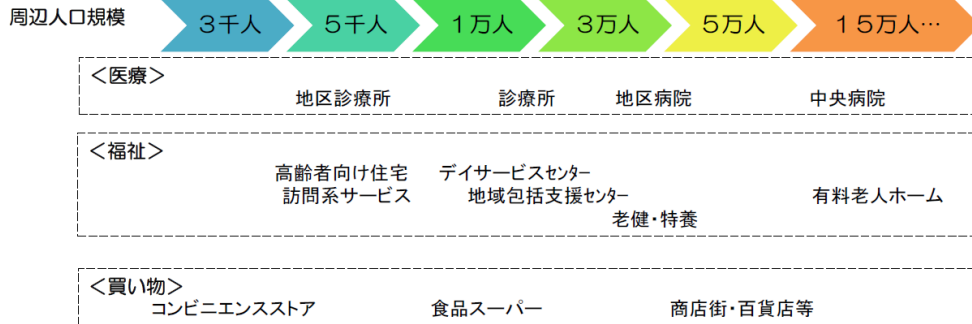 周辺人口規模 3千人 5千人 1万人 3万人 5万人 15万人…
<医療>
地区診療所 診療所 地区病院 中央病院
<福祉>
高齢者向け住宅 デイサービスセンター
訪問系サービス 地域包括支援センター 有料老人ホーム
老健・特養
<買い物>
コンビニエンスストア 食品スーパー 商店街・百貨店等